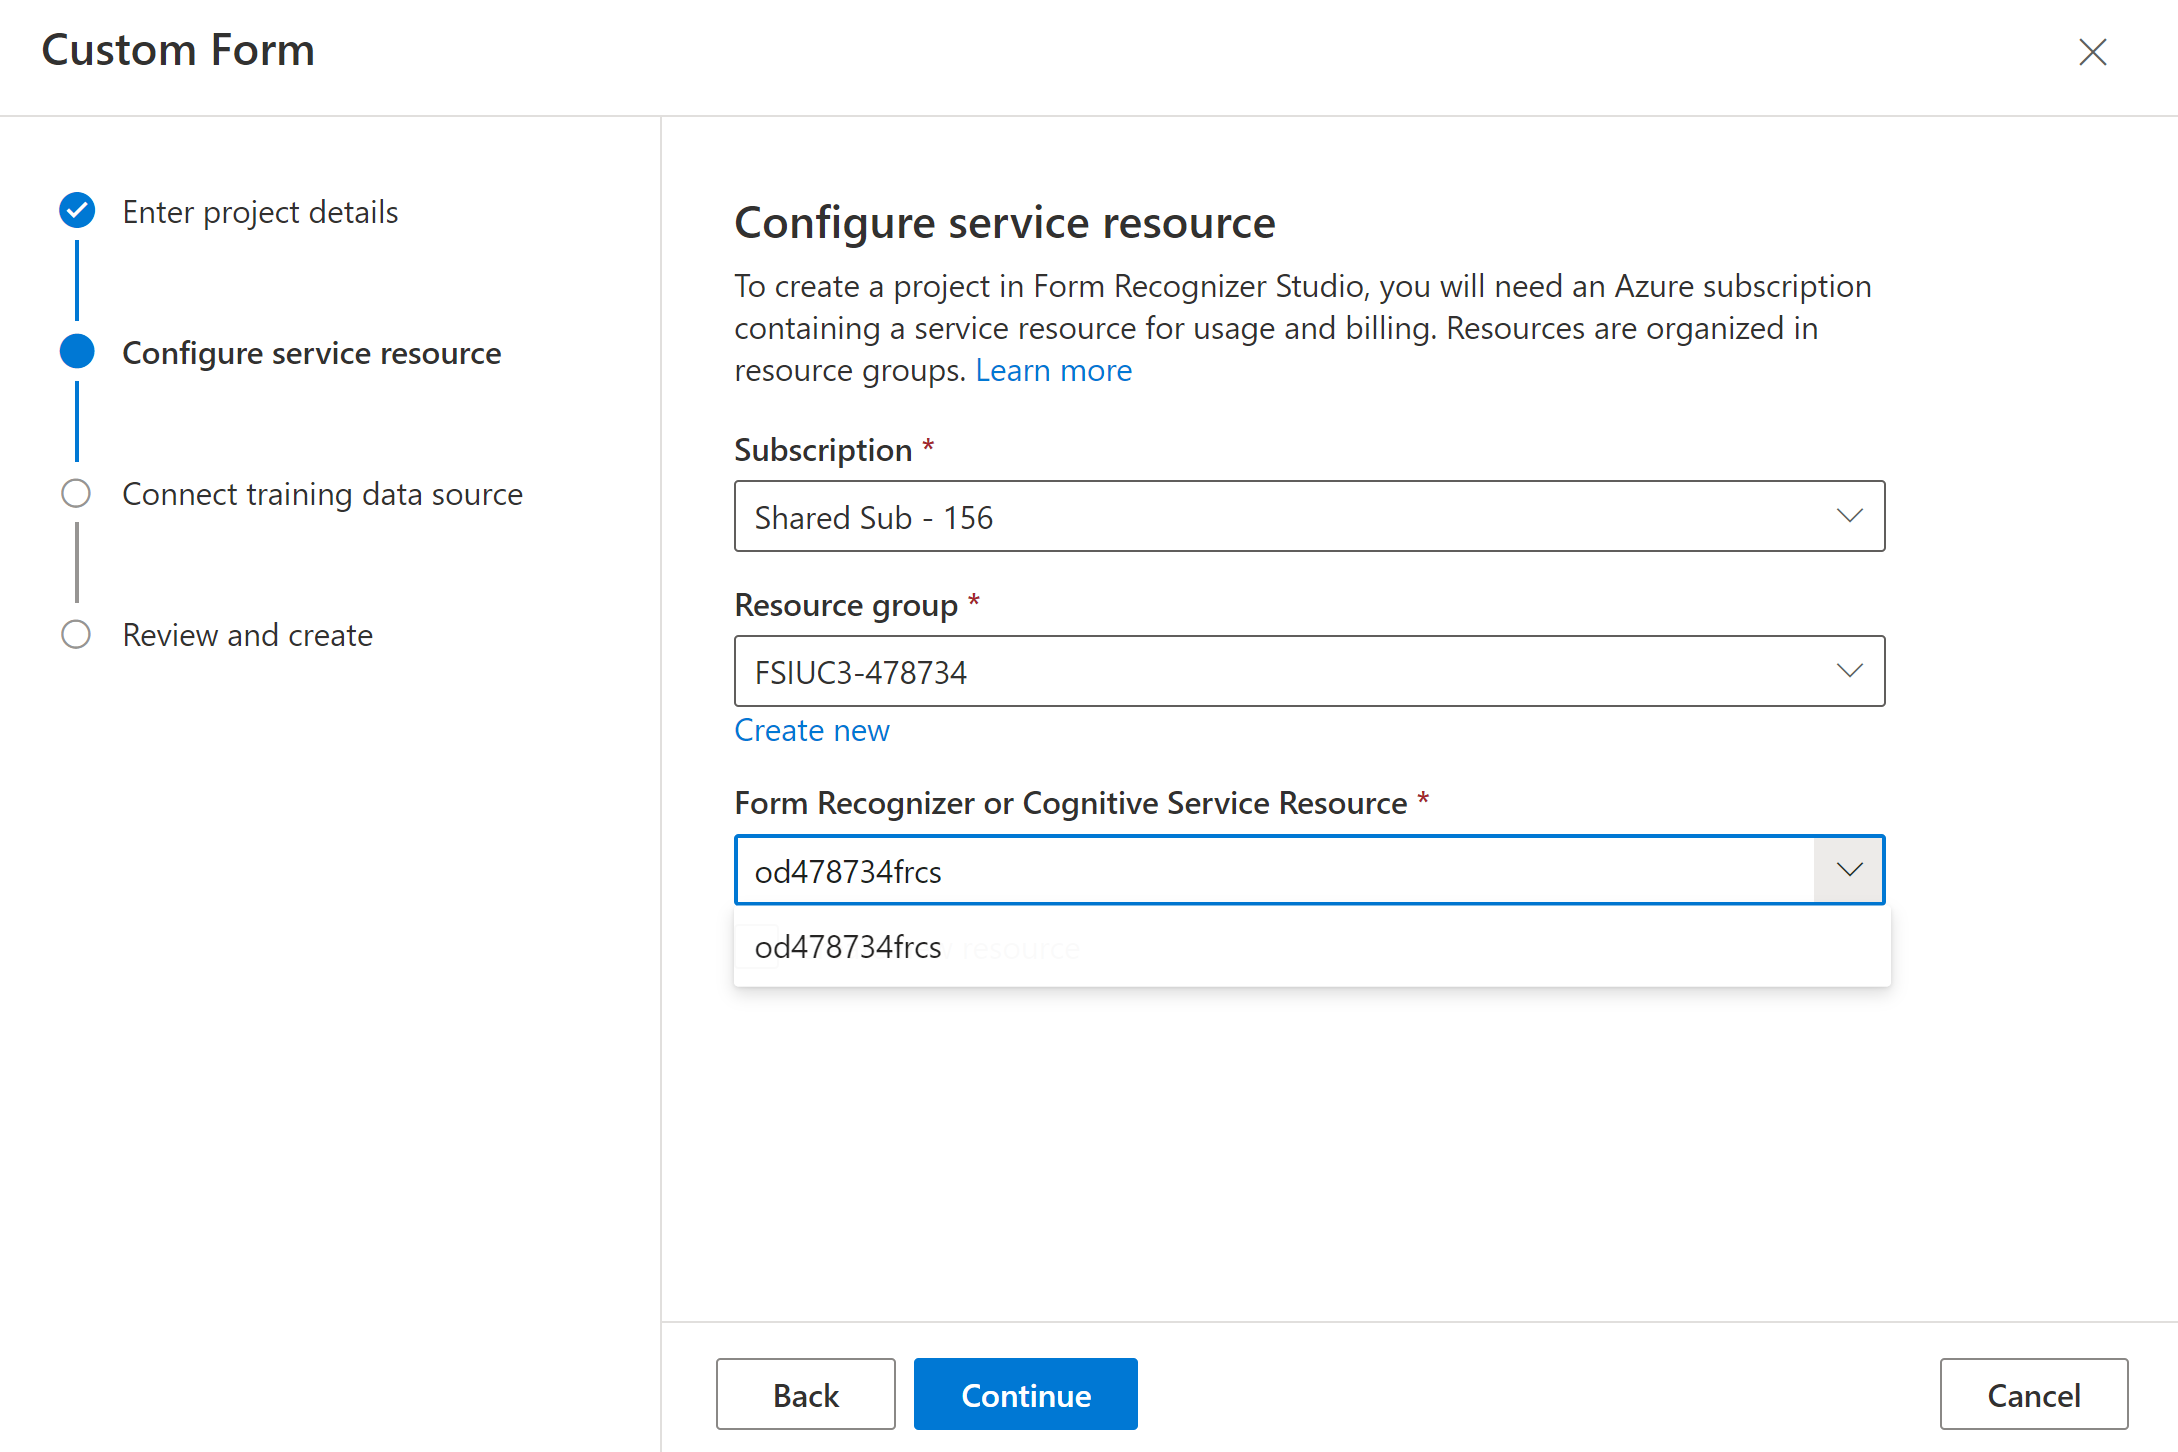 Custom Form
Enter project details
Configure service resource
Connect training data source
Review and create
Configure service resource
To create a project in Form Recognizer Studio, you will need an Azure subscription
containing a service resource for usage and billing. Resources are organized in
resource groups. Learn more
Subscription *
Shared Sub - 156
Resource group *
FSIUC3-478734
Create new
Form Recognizer or Cognitive Service Resource *
od478734frcs
od478734frcs resource
Back
Continue
Cancel